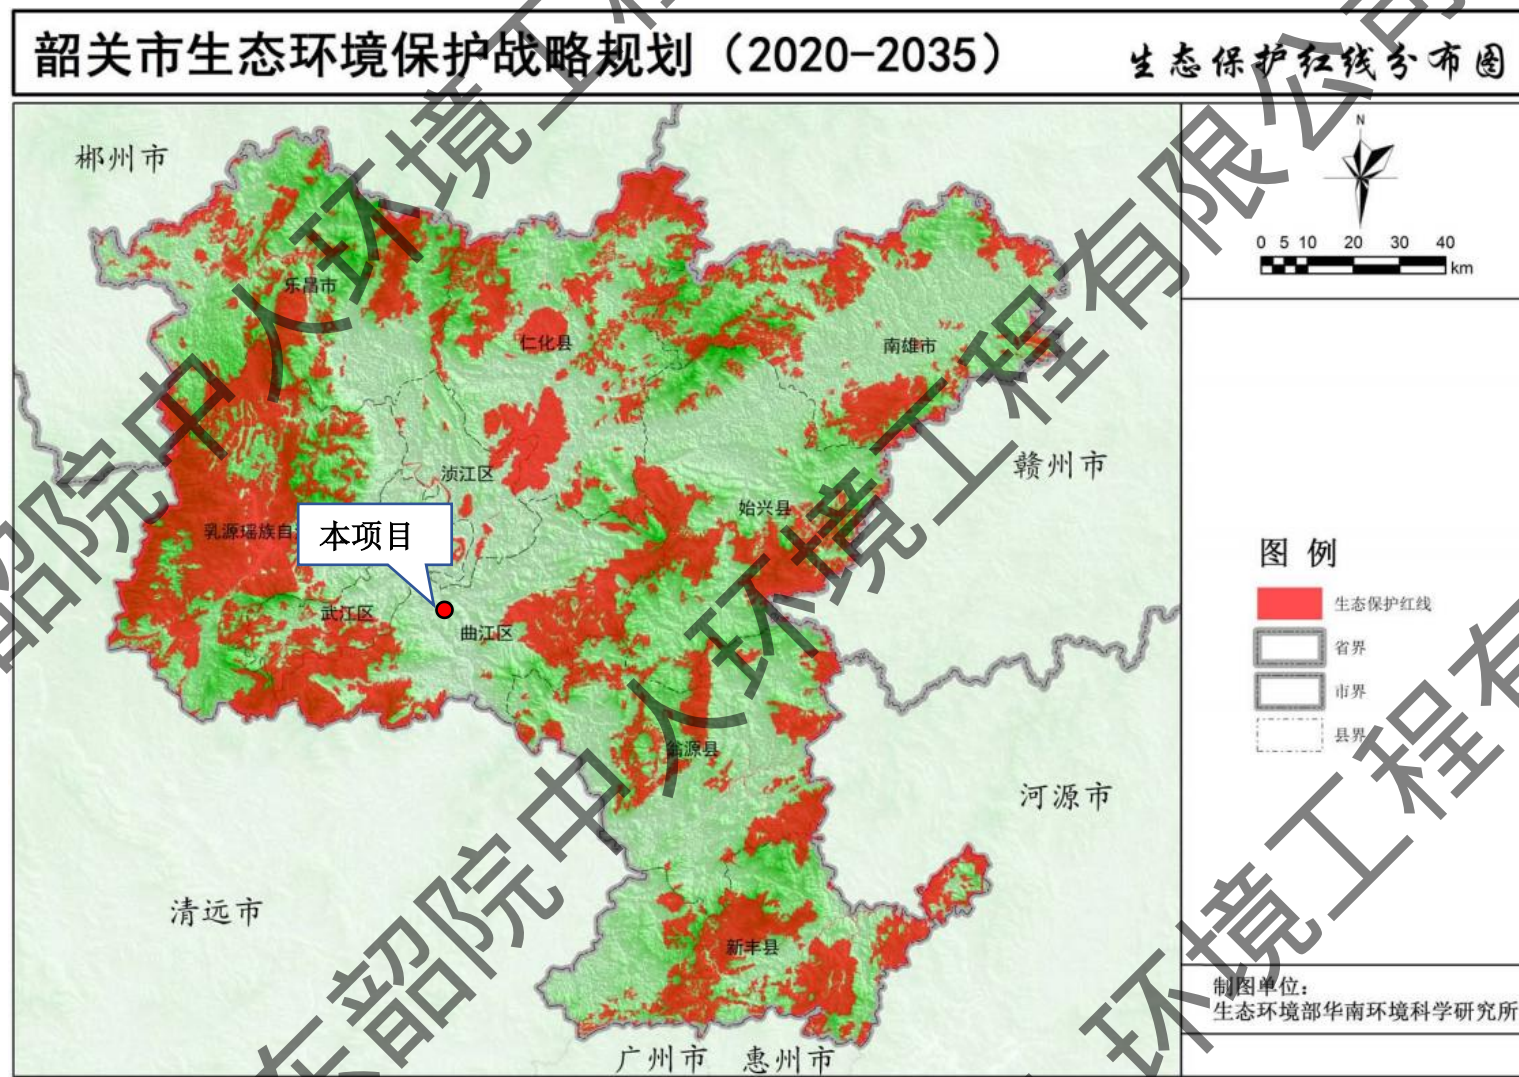 韶关市生态环境保护战略规划（2020-2035）
生态保护红线分布图
郴州市
N
0 5 10 20 30 40
km
乐昌市
仁化县
南雄市
浈江区
赣州市
始兴县
乳源瑶族自
本项目
武江区
曲江区
图例
生态保护红线
省界
市界
县界
翁源县
河源市
清远市
新丰县
制图单位：
生态环境部华南环境科学研究所
广州市 惠州市
韶院中人环境工程
东韶院中人环境工程有限公司
环境工程有